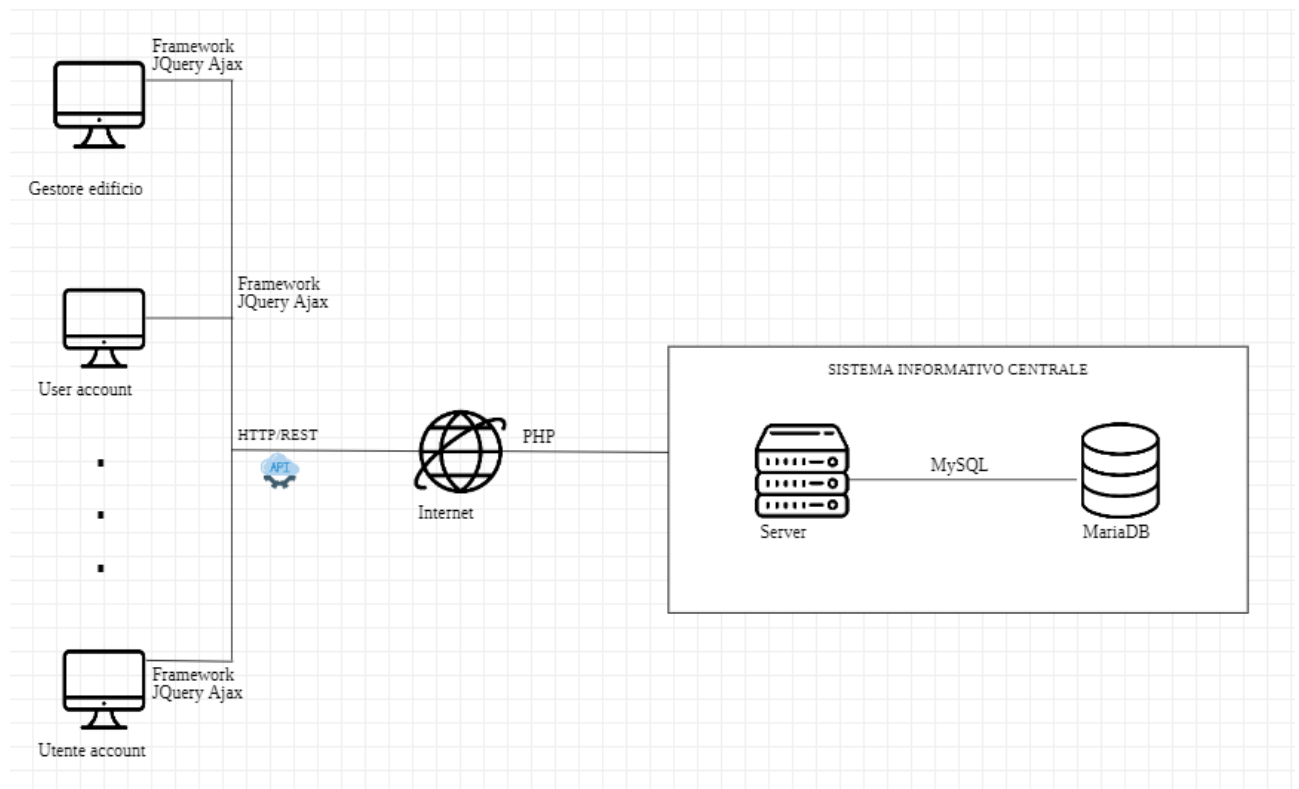 Framework
JQuery Ajax
Gestore edificio
Framework
JQuery Ajax
User account
HTTP/REST
API
Internet
PHP
SISTEMA INFORMATIVO CENTRALE
Server
MySQL
MariaDB
Framework
JQuery Ajax
Utente account